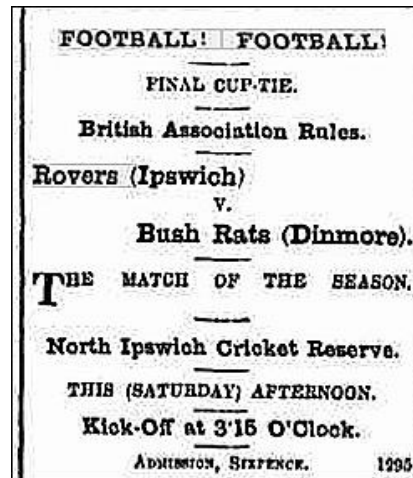 FOOTBALL! FOOTBALL!
FINAL CUP-TIE.
British Association Rules.
Rovers (Ipswich)
V.
Bush Rats (Dinmore).
THE MATCH OF THE SEASON.
North Ipswich Cricket Reserve.
THIS (SATURDAY) AFTERNOON.
Kick-Off at 3'15 O'Clock.
ADMISSION, SIXPENCE. 1295